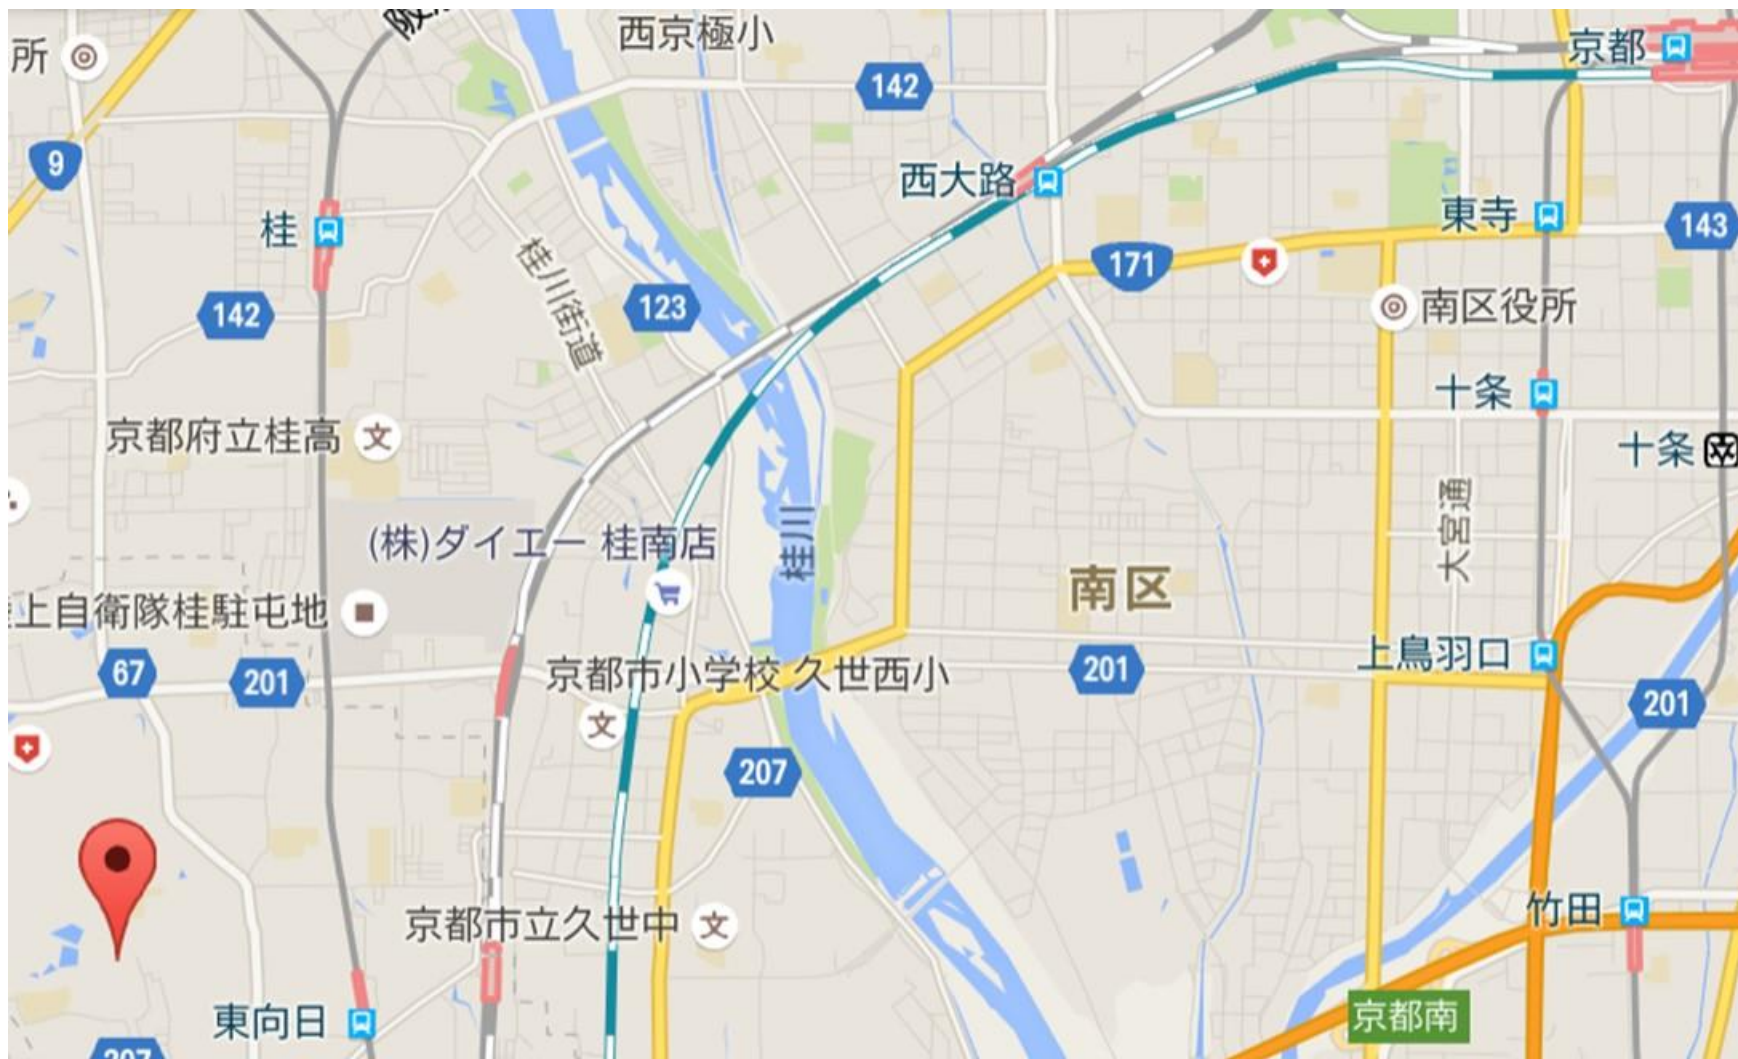 西京極小
京都
所
142
9
西大路
桂
東寺
143
171
桂川街道
142
123
南区役所
十条
京都府立桂高
十条
大宮通
(株)ダイエー 桂南店
桂川
南区
上自衛隊桂駐屯地
上鳥羽口
67
201
京都市小学校 久世西小
201
201
207
竹田
京都市立久世中
東向日
京都南
207